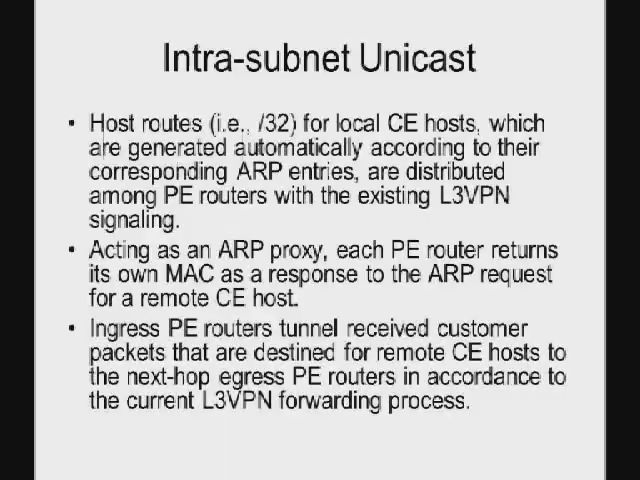 Intra-subnet Unicast
• Host routes (i.e., /32) for local CE hosts, which
are generated automatically according to their
corresponding ARP entries, are distributed
among PE routers with the existing L3VPN
signaling.
• Acting as an ARP proxy, each PE router returns
its own MAC as a response to the ARP request
for a remote CE host.
• Ingress PE routers tunnel received customer
packets that are destined for remote CE hosts to
the next-hop egress PE routers in accordance to
the current L3VPN forwarding process.